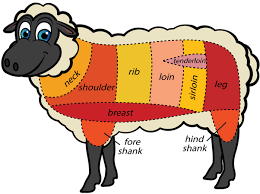 neck
shoulder
rib
loin
tenderloin
sirloin
leg
breast
fore
shank
hind
shank